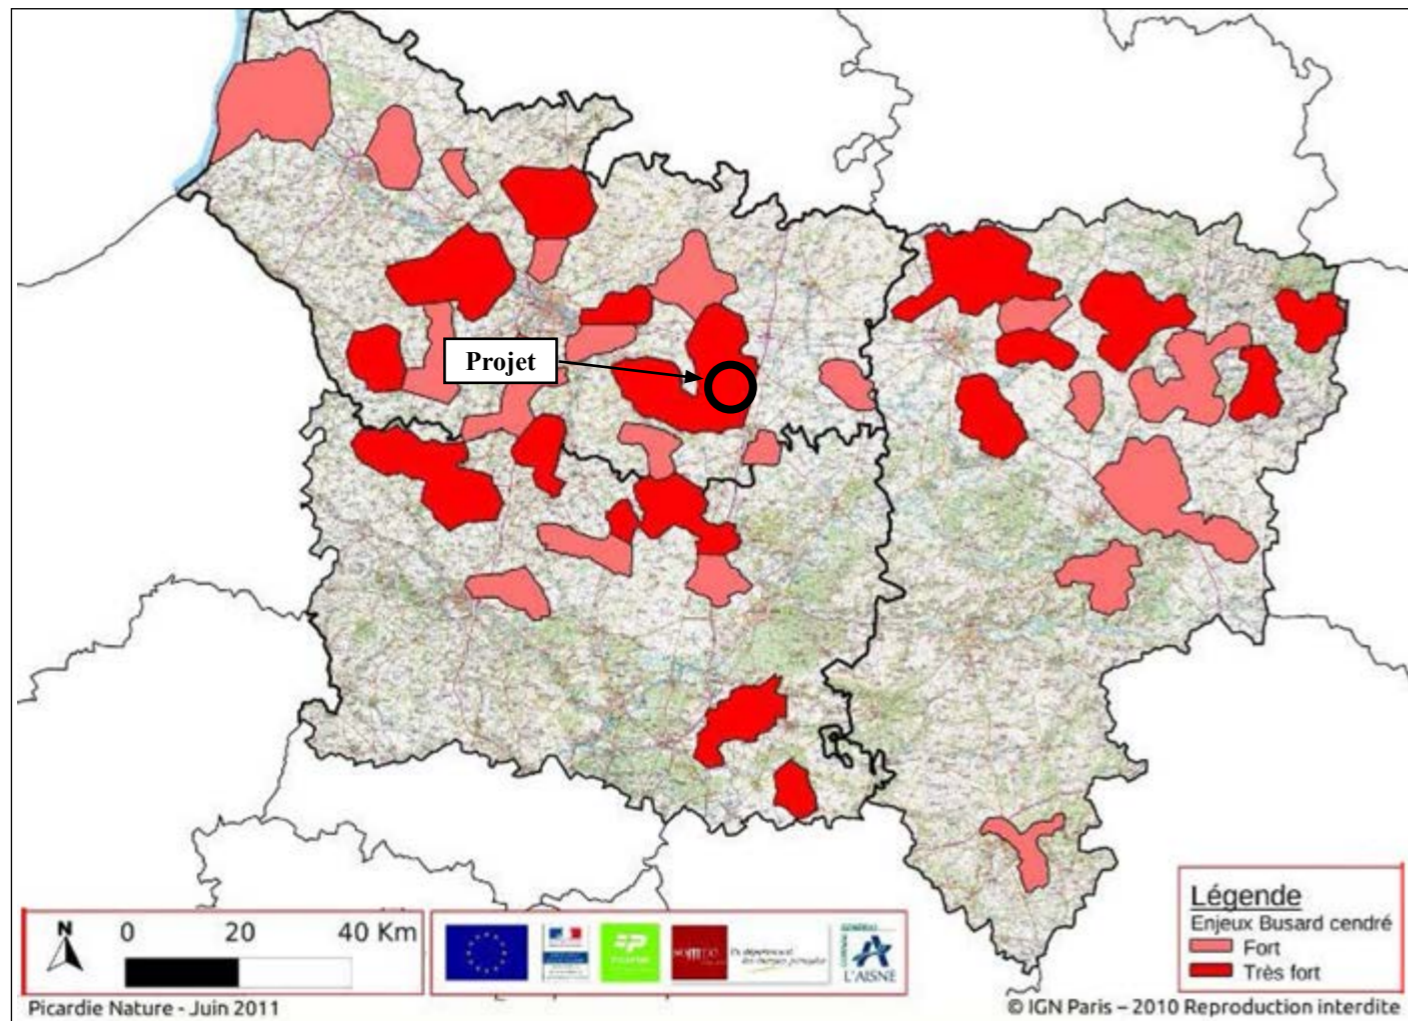 Projet
Légende
Enjeux Busard cendré
Fort
Très fort
N
0 20 40 Km
L'AISNE
Picardie Nature - Juin 2011
© IGN Paris – 2010 Reproduction interdite